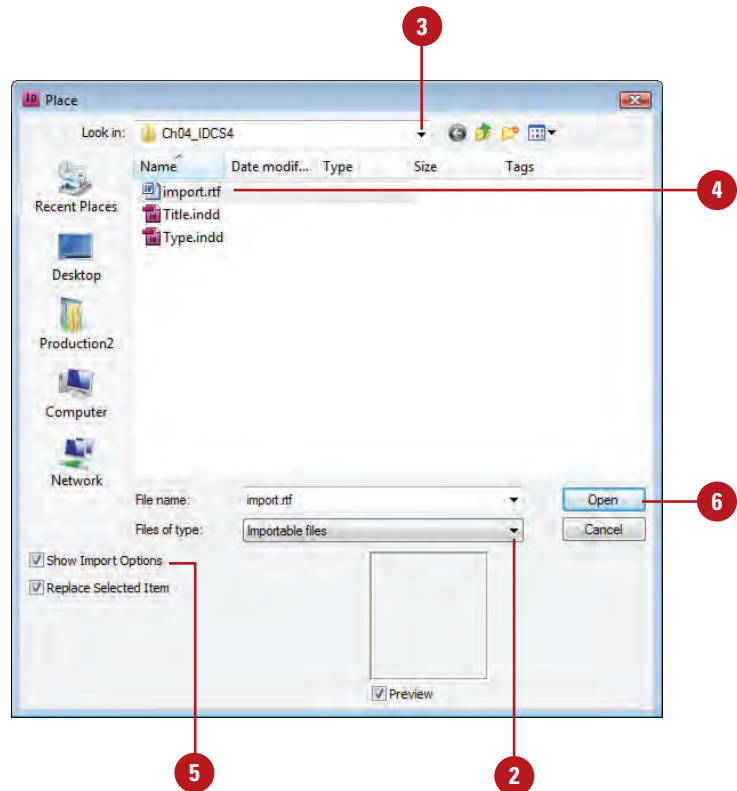 3
ID Place
Look in: Ch04_IDCS4
Name Date modif... Type Size Tags
import.rtf
4
Title.indd
Type.indd
Recent Places
Desktop
Production2
Computer
Network
File name: import.rtf Open
6
Files of type: Importable files Cancel
Show Import Options
Replace Selected Item
Preview
5
2